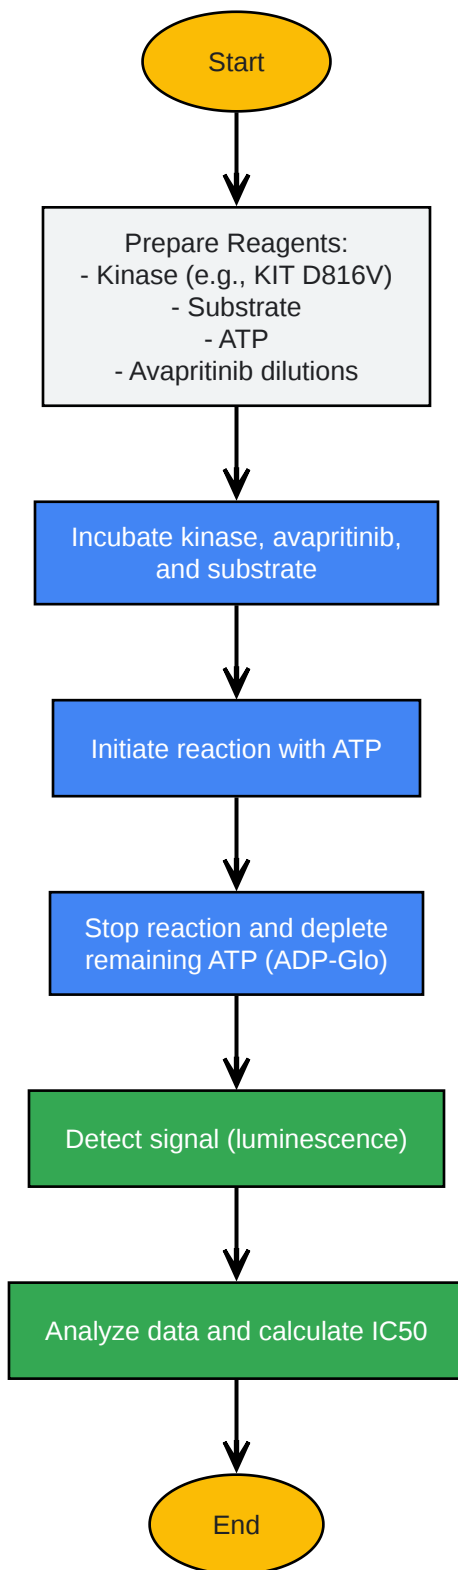 Start
Prepare Reagents:
- Kinase (e.g., KIT D816V)
- Substrate
- ATP
- Avapritinib dilutions
Incubate kinase, avapritinib,
and substrate
Initiate reaction with ATP
Stop reaction and deplete
remaining ATP (ADP-Glo)
Detect signal (luminescence)
Analyze data and calculate IC50
End